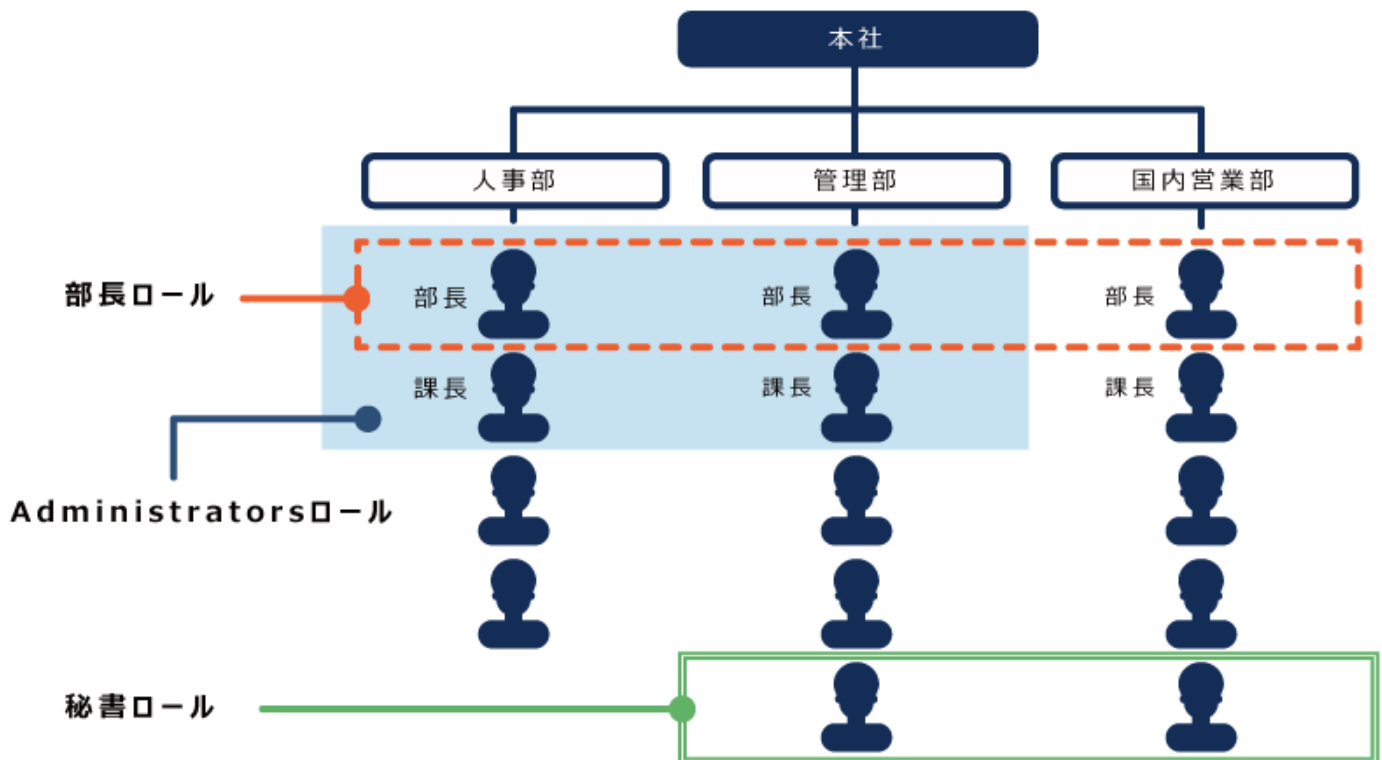 本社
人事部
管理部
国内営業部
部長ロール
部長
部長
部長
課長
課長
課長
Administratorsロール
秘書ロール